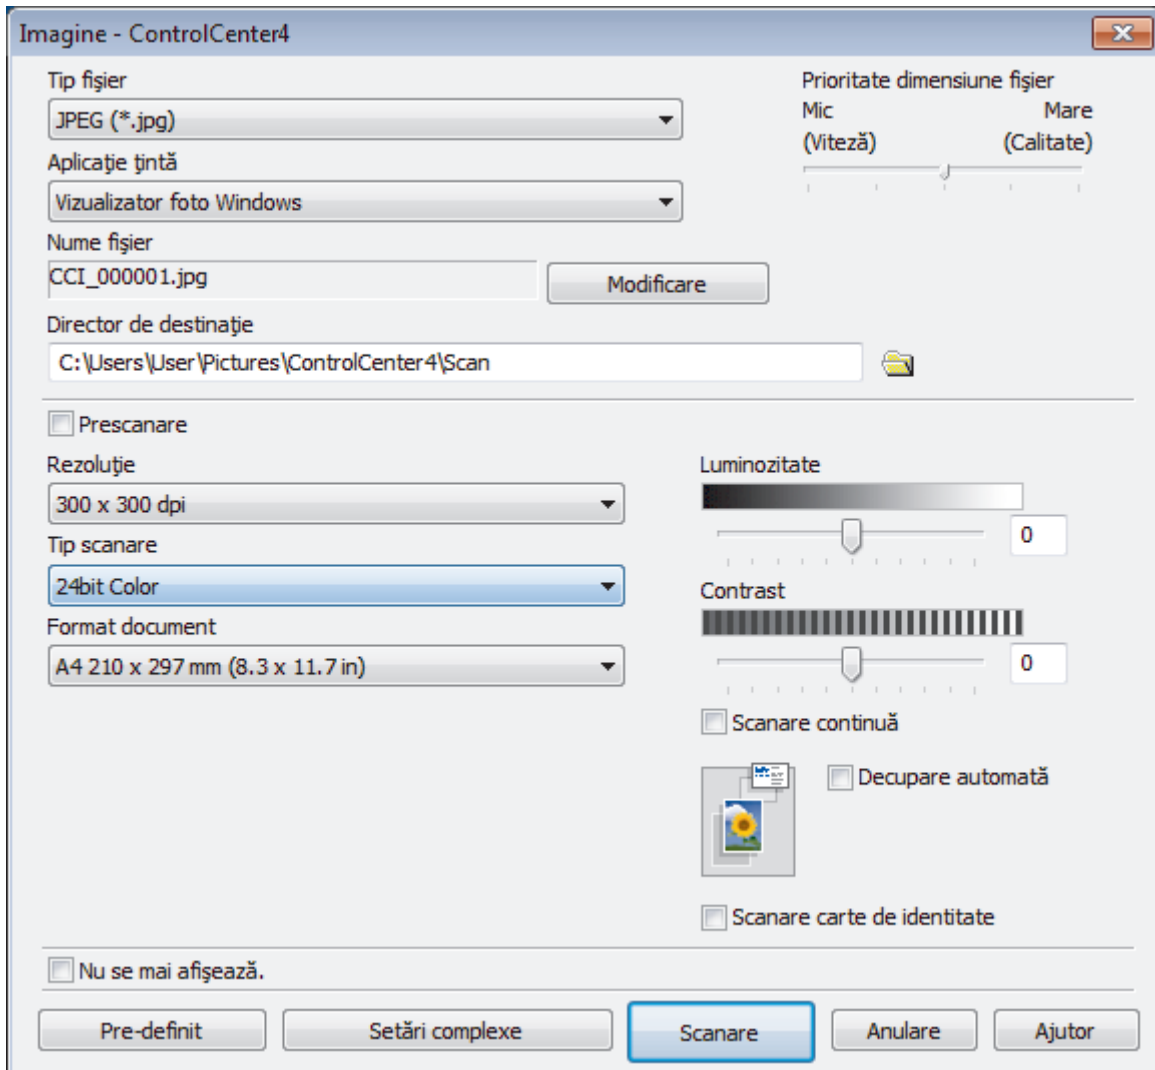 Imagine - ControlCenter4
Tip fişier
JPEG (*.jpg)
Prioritate dimensiune fişier
Mic Mare
(Viteză) (Calitate)
Aplicaţie ţintă
Vizualizator foto Windows
Nume fişier
CCI_000001.jpg
Modificare
Director de destinaţie
C:\Users\User\Pictures\ControlCenter4\Scan
Prescanare
Rezoluţie
300 x 300 dpi
Tip scanare
24bit Color
Format document
A4 210 x 297 mm (8.3 x 11.7 in)
Luminozitate
0
Contrast
0
Scanare continuă
Decupare automată
Scanare carte de identitate
Nu se mai afişează.
Pre-definit Setări complexe Scanare Anulare Ajutor